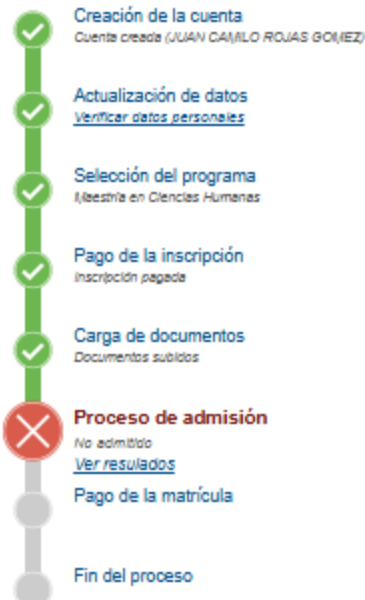 Creación de la cuenta
Cuenta creada (JUAN CAMILO ROJAS GOMEZ)
Actualización de datos
Verificar datos personales
Selección del programa
Maestría en Ciencias Humanas
Pago de la inscripción
Inscripción pagada
Carga de documentos
Documentos subidos
Proceso de admisión
No admitido
Ver resulados
Pago de la matrícula
Fin del proceso